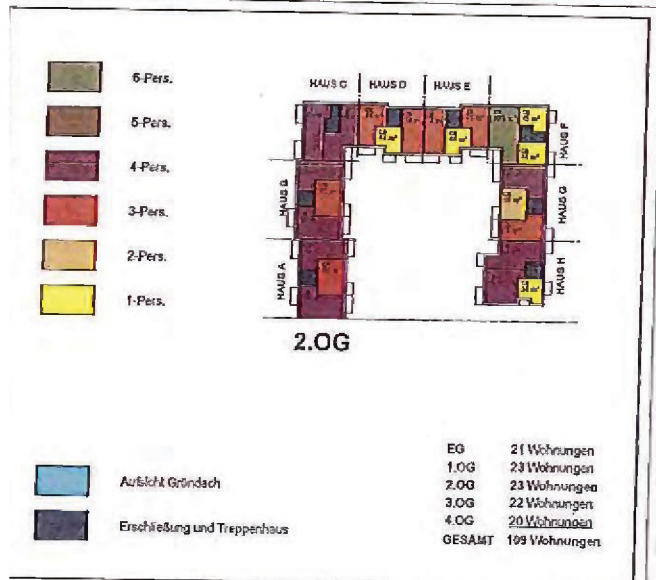 6-Pers.
5-Pers.
4-Pers.
3-Pers.
2-Pers.
1-Pers.
HAUS C HAUS D HAUS E
HAUS F
HAUS B
HAUS G
HAUS A
HAUS H
2.OG
Aufsicht Gründach
Erschließung und Treppenhaus
EG 21 Wohnungen
1.OG 23 Wohnungen
2.OG 23 Wohnungen
3.OG 22 Wohnungen
4.OG 20 Wohnungen
GESAMT 109 Wohnungen